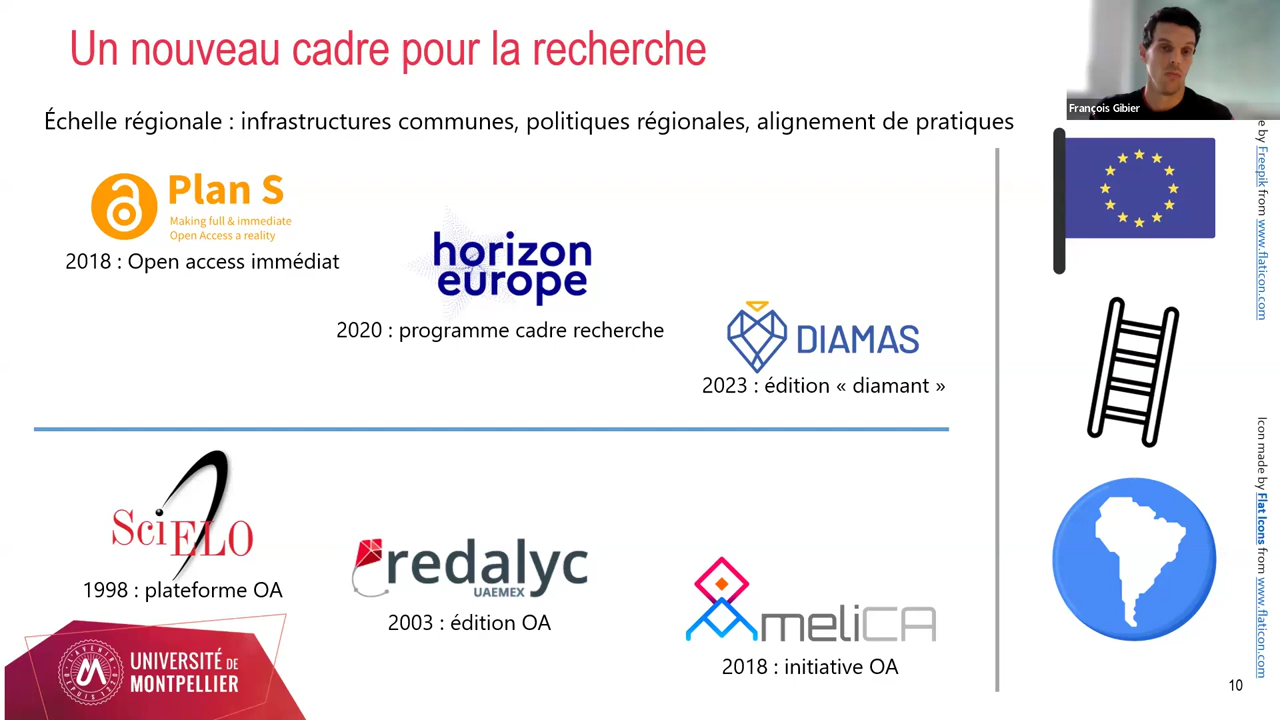 Un nouveau cadre pour la recherche
François Gibier
Échelle régionale : infrastructures communes, politiques régionales, alignement de pratiques
Plan S
Making full & immediate
Open Access a reality
2018 : Open access immédiat
horizon
europe
2020 : programme cadre recherche
DIAMAS
2023 : édition « diamant »
SciELO
1998 : plateforme OA
redalyc
UAEMEX
2003 : édition OA
meliCA
2018 : initiative OA
UNIVERSITÉ DE
MONTPELLIER
e by Freepik from www.flaticon.com
Icon made by Flat Icons from www.flaticon.com
10